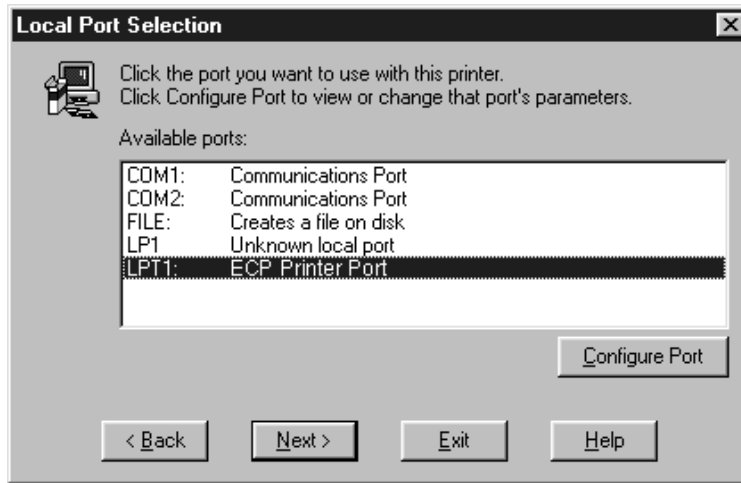 Local Port Selection
Click the port you want to use with this printer.
Click Configure Port to view or change that port's parameters.
Available ports:
COM1: Communications Port
COM2: Communications Port
FILE: Creates a file on disk
LP1 Unknown local port
LPT1: ECP Printer Port
Configure Port
< Back Next > Exit Help